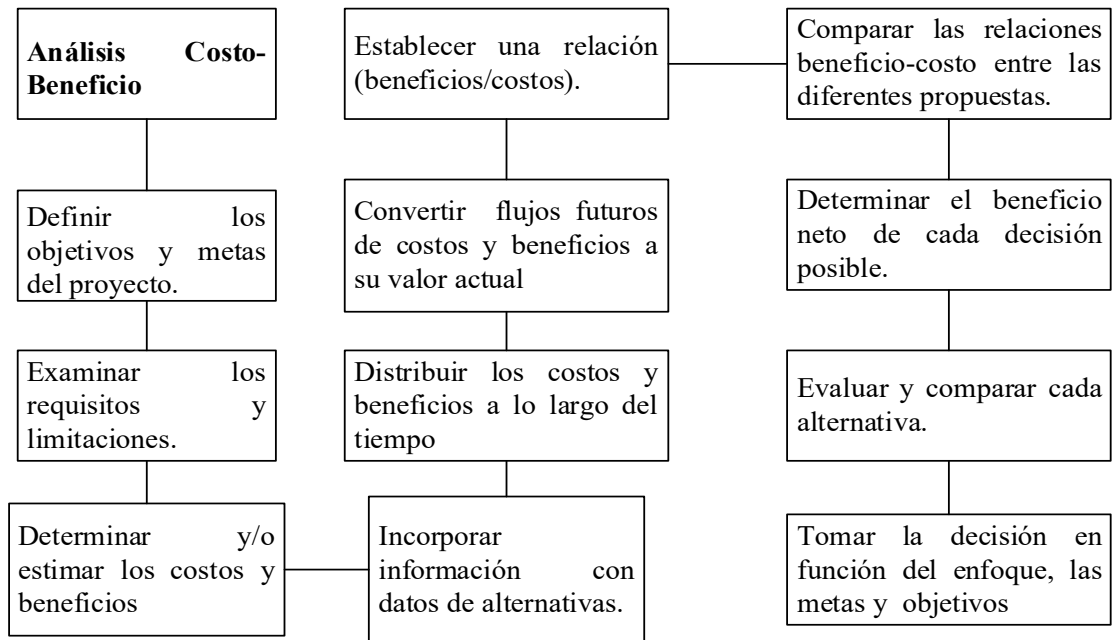 Análisis Costo-
Beneficio
Definir los
objetivos y metas
del proyecto.
Examinar los
requisitos y
limitaciones.
Determinar y/o
estimar los costos y
beneficios
Incorporar
información con
datos de alternativas.
Distribuir los costos y
beneficios a lo largo del
tiempo
Convertir flujos futuros
de costos y beneficios a
su valor actual
Establecer una relación
(beneficios/costos).
Comparar las relaciones
beneficio-costo entre las
diferentes propuestas.
Determinar el beneficio
neto de cada decisión
posible.
Evaluar y comparar cada
alternativa.
Tomar la decisión en
función del enfoque, las
metas y objetivos